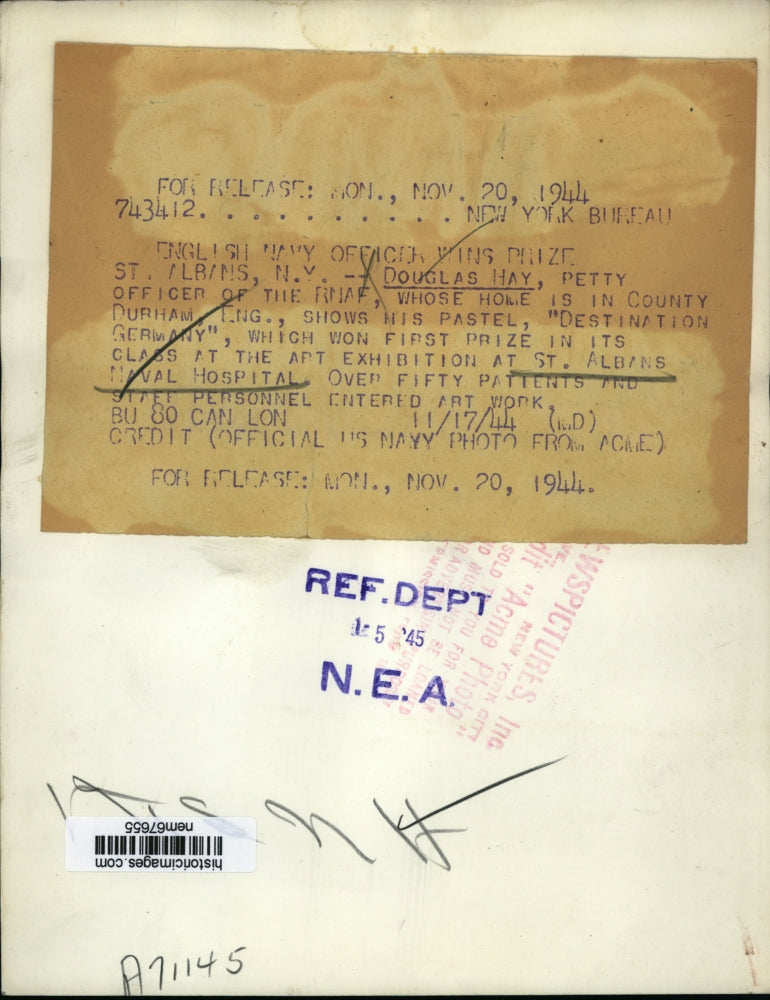 FOR RELEASE: MON., NOV. 20, 1944
743412. . . . . . . . . . . NEW YORK BUREAU
ENGLISH NAVY OFFICER WINS PRIZE
ST. ALBANS, N.Y. -- DOUGLAS HAY, PETTY
OFFICER OF THE RNAF, WHOSE HOME IS IN COUNTY
DURHAM, ENG., SHOWS HIS PASTEL, "DESTINATION
GERMANY", WHICH WON FIRST PRIZE IN ITS
CLASS AT THE ART EXHIBITION AT ST. ALBANS
NAVAL HOSPITAL. OVER FIFTY PATIENTS AND
STAFF PERSONNEL ENTERED ART WORK.
BU 80 CAN LON 11/17/44 (MD)
CREDIT (OFFICIAL US NAVY PHOTO FROM ACME)
FOR RELEASE: MON., NOV. 20, 1944.
REF. DEPT
5 '45
N. E. A.
NEWSPICTURES, Inc.
NEW YORK CITY
"Acme Photo"
historicimages.com
nem67655
A71145